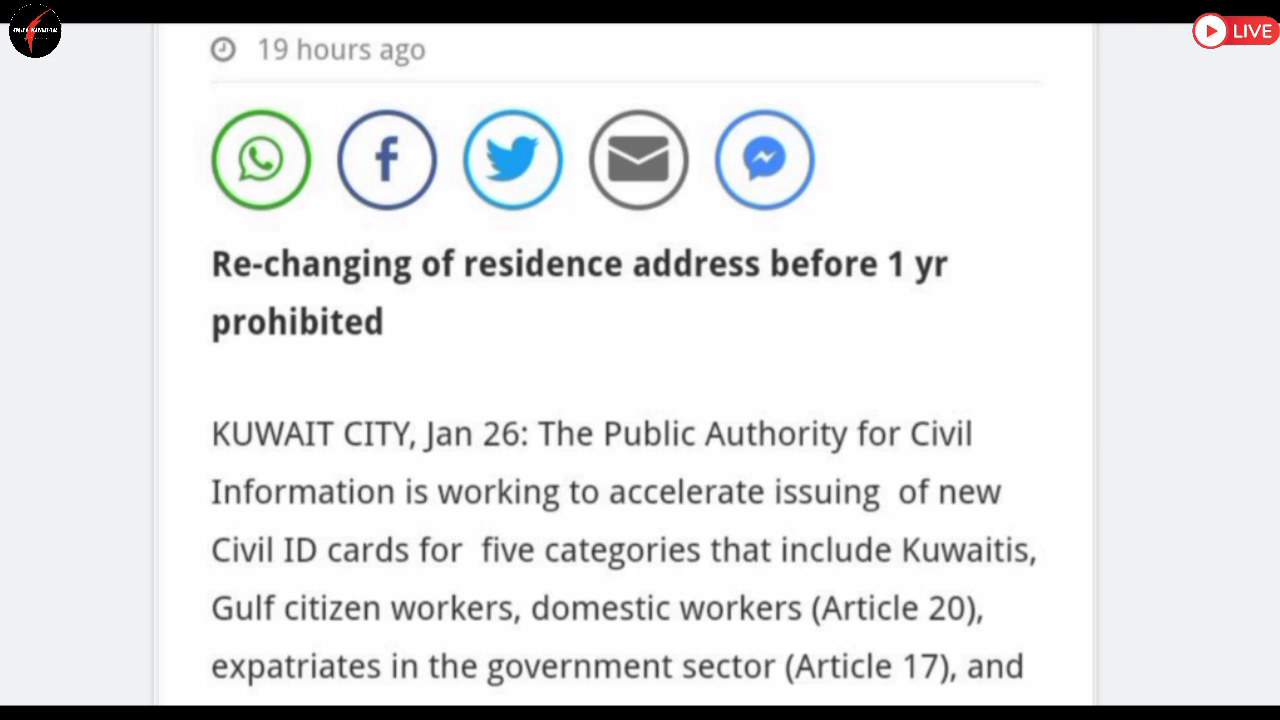 LIVE
19 hours ago
Re-changing of residence address before 1 yr
prohibited
KUWAIT CITY, Jan 26: The Public Authority for Civil
Information is working to accelerate issuing of new
Civil ID cards for five categories that include Kuwaitis,
Gulf citizen workers, domestic workers (Article 20),
expatriates in the government sector (Article 17), and